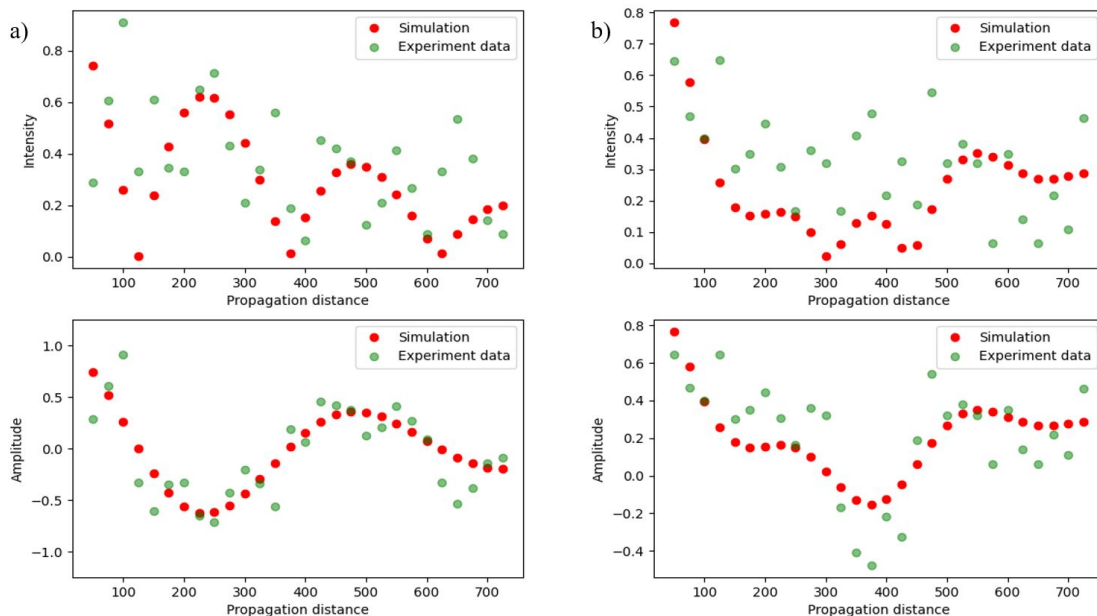 a)
Intensity
0.8
0.6
0.4
0.2
0.0
Simulation
Experiment data
100 200 300 400 500 600 700
Propagation distance
b)
Intensity
0.8
0.7
0.6
0.5
0.4
0.3
0.2
0.1
0.0
Simulation
Experiment data
100 200 300 400 500 600 700
Propagation distance
Amplitude
1.0
0.5
0.0
−0.5
−1.0
Simulation
Experiment data
100 200 300 400 500 600 700
Propagation distance
Amplitude
0.8
0.6
0.4
0.2
0.0
−0.2
−0.4
Simulation
Experiment data
100 200 300 400 500 600 700
Propagation distance